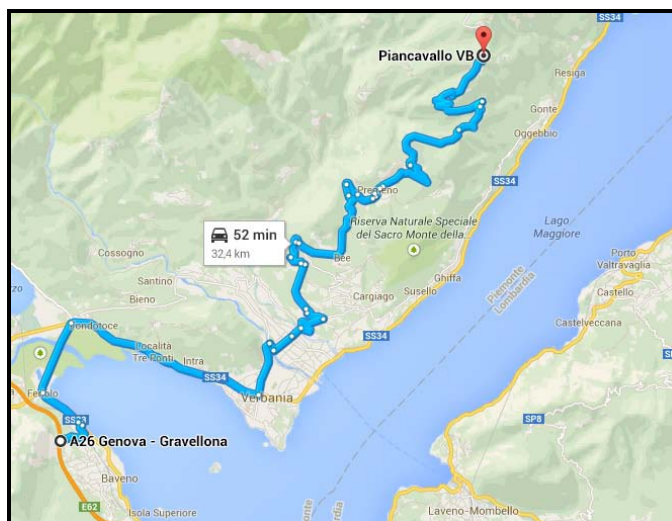 Piancavallo VB
Resiga
Gonte
Oggebbio
SS34
Premeno
Riserva Naturale Speciale
del Sacro Monte della...
Lago
Maggiore
52 min
32,4 km
Cossogno
Bee
Santino
Bieno
Cargiago
Ghiffa
Susello
Piemonte
Lombardia
Porto
Valtravaglia
Castello
Castelveccana
Fondotoce
Località
Tre Ponti
Intra
SS34
SS34
Verbania
Feriolo
SS33
A26 Genova - Gravellona
Baveno
E62
Isola Superiore
SP8
Laveno-Mombello